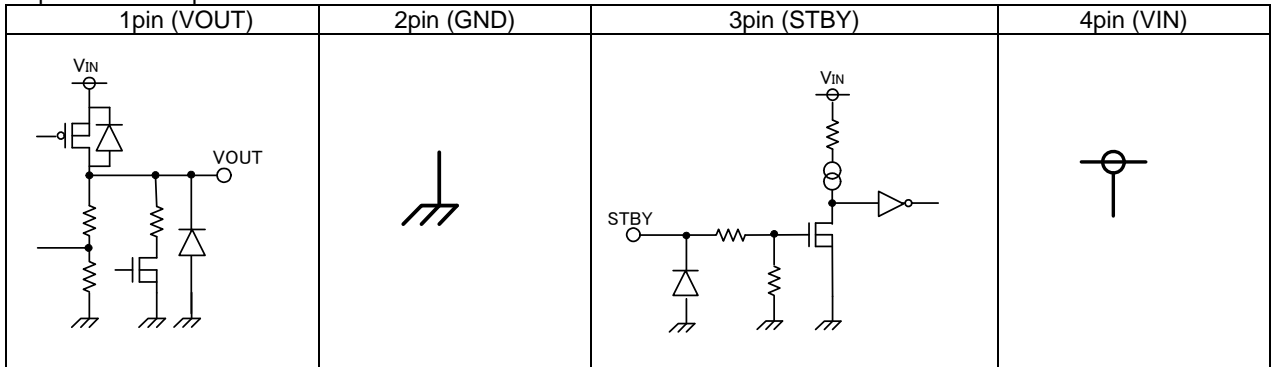 1pin (VOUT)
2pin (GND)
3pin (STBY)
4pin (VIN)
VIN
VOUT
VIN
STBY